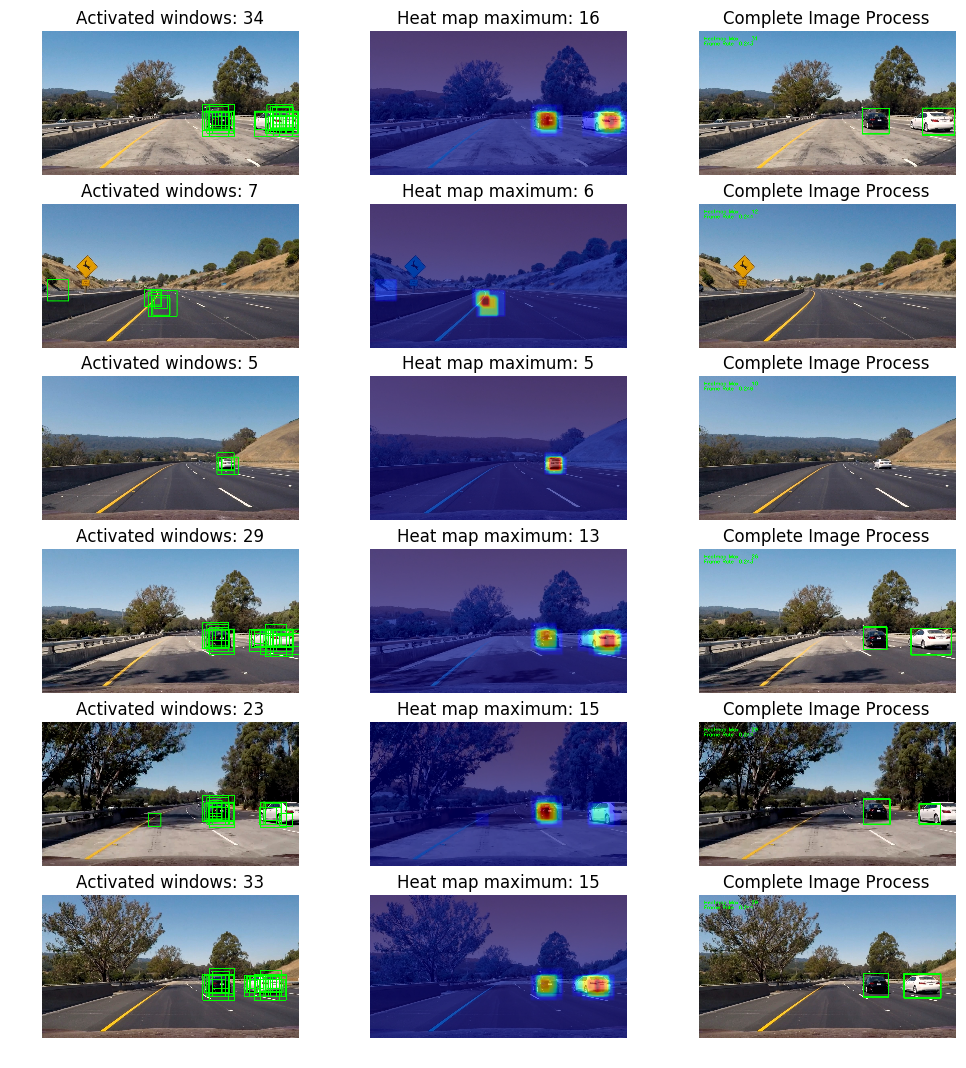 Activated windows: 34
Heat map maximum: 16
Complete Image Process
Activated windows: 7
Heat map maximum: 6
Complete Image Process
Activated windows: 5
Heat map maximum: 5
Complete Image Process
Activated windows: 29
Heat map maximum: 13
Complete Image Process
Activated windows: 23
Heat map maximum: 15
Complete Image Process
Activated windows: 33
Heat map maximum: 15
Complete Image Process